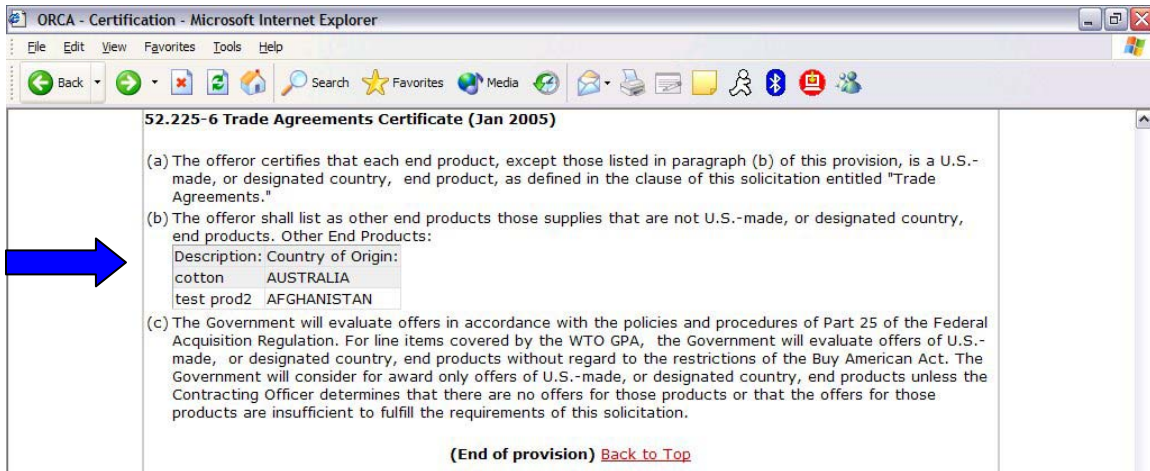 ORCA - Certification - Microsoft Internet Explorer
File Edit View Favorites Tools Help
Back Search Favorites Media
52.225-6 Trade Agreements Certificate (Jan 2005)
(a) The offeror certifies that each end product, except those listed in paragraph (b) of this provision, is a U.S.-
made, or designated country, end product, as defined in the clause of this solicitation entitled "Trade
Agreements."
(b) The offeror shall list as other end products those supplies that are not U.S.-made, or designated country,
end products. Other End Products:
Description: Country of Origin:
cotton AUSTRALIA
test prod2 AFGHANISTAN
(c) The Government will evaluate offers in accordance with the policies and procedures of Part 25 of the Federal
Acquisition Regulation. For line items covered by the WTO GPA, the Government will evaluate offers of U.S.-
made, or designated country, end products without regard to the restrictions of the Buy American Act. The
Government will consider for award only offers of U.S.-made, or designated country, end products unless the
Contracting Officer determines that there are no offers for those products or that the offers for those
products are insufficient to fulfill the requirements of this solicitation.
(End of provision) Back to Top